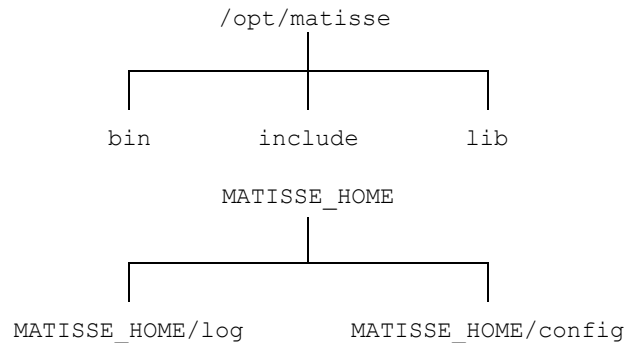 /opt/matisse
bin include lib
MATISSE_HOME
MATISSE_HOME/log MATISSE_HOME/config